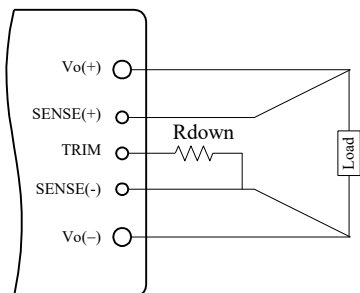 Vo(+)
SENSE(+)
Rdown
TRIM
SENSE(-)
Vo(−)
Load